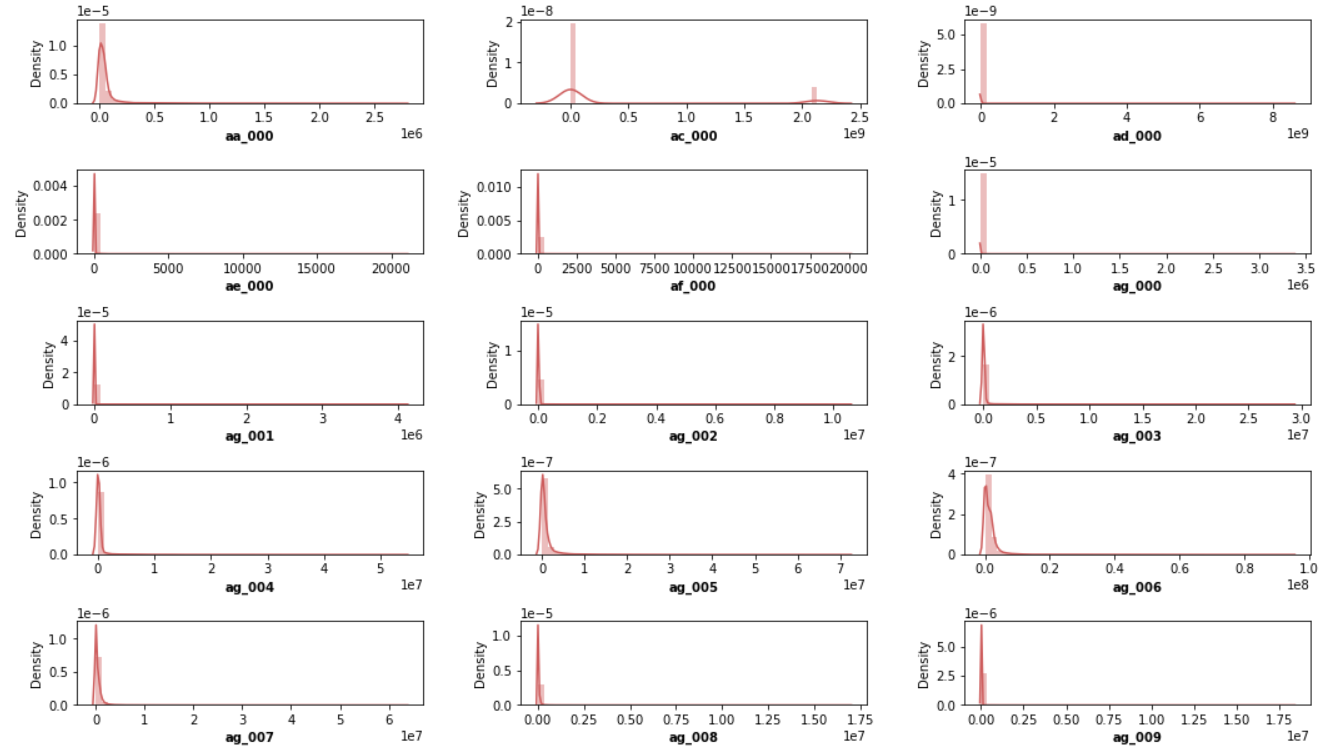 1e−5 1e−8 1e−9
Density 1.0 0.5 0.0 Density 2 1 0 Density 5.0 2.5 0.0
0.0 0.5 1.0 1.5 2.0 2.5 0.0 0.5 1.0 1.5 2.0 2.5 0 2 4 6 8
aa_000 1e6 ac_000 1e9 ad_000 1e9
1e−5
Density 0.004 0.002 0.000 Density 0.010 0.005 0.000 Density 1 0
0 5000 10000 15000 20000 0 2500 5000 7500 10000 12500 15000 17500 20000 0.0 0.5 1.0 1.5 2.0 2.5 3.0 3.5
ae_000 af_000 ag_000 1e6
1e−5 1e−5 1e−6
Density 4 2 0 Density 1 0 Density 2 0
0 1 2 3 4 0.0 0.2 0.4 0.6 0.8 1.0 0.0 0.5 1.0 1.5 2.0 2.5 3.0
ag_001 1e6 ag_002 1e7 ag_003 1e7
1e−6 1e−7 1e−7
Density 1.0 0.5 0.0 Density 5.0 2.5 0.0 Density 4 2 0
0 1 2 3 4 5 0 1 2 3 4 5 6 7 0.0 0.2 0.4 0.6 0.8 1.0
ag_004 1e7 ag_005 1e7 ag_006 1e8
1e−6 1e−5 1e−6
Density 1.0 0.5 0.0 Density 1.0 0.5 0.0 Density 5.0 2.5 0.0
0 1 2 3 4 5 6 0.00 0.25 0.50 0.75 1.00 1.25 1.50 1.75 0.00 0.25 0.50 0.75 1.00 1.25 1.50 1.75
ag_007 1e7 ag_008 1e7 ag_009 1e7